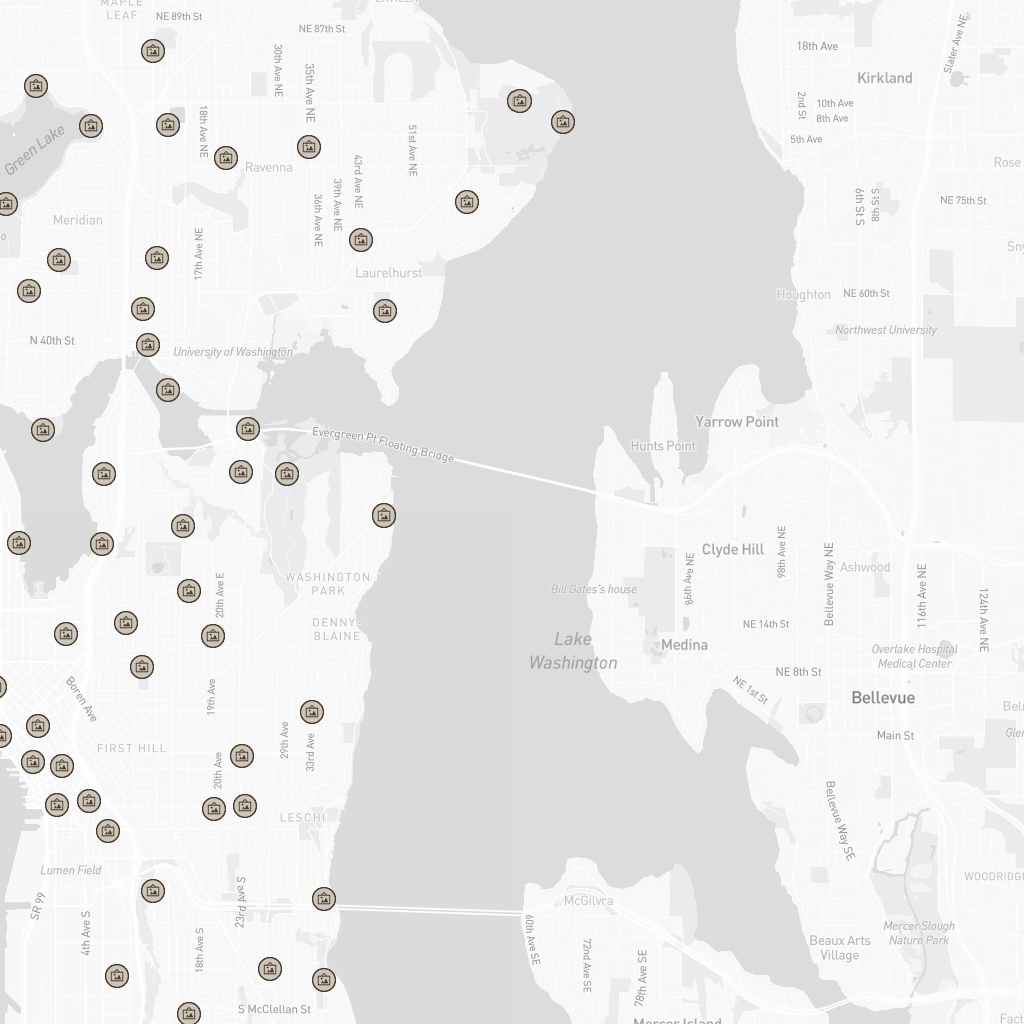 MAPLE
LEAF
NE 89th St
NE 87th St
18th Ave
Slater Ave NE
Kirkland
30th Ave NE
35th Ave NE
2nd St
10th Ave
8th Ave
5th Ave
18th Ave NE
51st Ave NE
Green Lake
Ravenna
43rd Ave NE
39th Ave NE
36th Ave NE
Rose
6th St S
8th St S
NE 75th St
Meridian
17th Ave NE
Laurelhurst
Houghton
NE 60th St
Northwest University
N 40th St
University of Washington
Evergreen Pt Floating Bridge
Hunts Point
Yarrow Point
Clyde Hill
86th Ave NE
98th Ave NE
Bellevue Way NE
Ashwood
116th Ave NE
124th Ave NE
WASHINGTON
PARK
20th Ave E
Bill Gates's house
DENNY-
BLAINE
NE 14th St
Lake
Washington
Medina
Overlake Hospital
Medical Center
NE 8th St
NE 1st St
Bellevue
Boren Ave
19th Ave
Main St
FIRST HILL
29th Ave
33rd Ave
20th Ave
LESCHI
Bellevue Way SE
Lumen Field
SR 99
4th Ave S
23rd Ave S
18th Ave S
McGilvra
60th Ave SE
72nd Ave SE
78th Ave SE
WOODRIDGE
Mercer Slough
Nature Park
Beaux Arts
Village
S McClellan St
Mercer Island
Fact